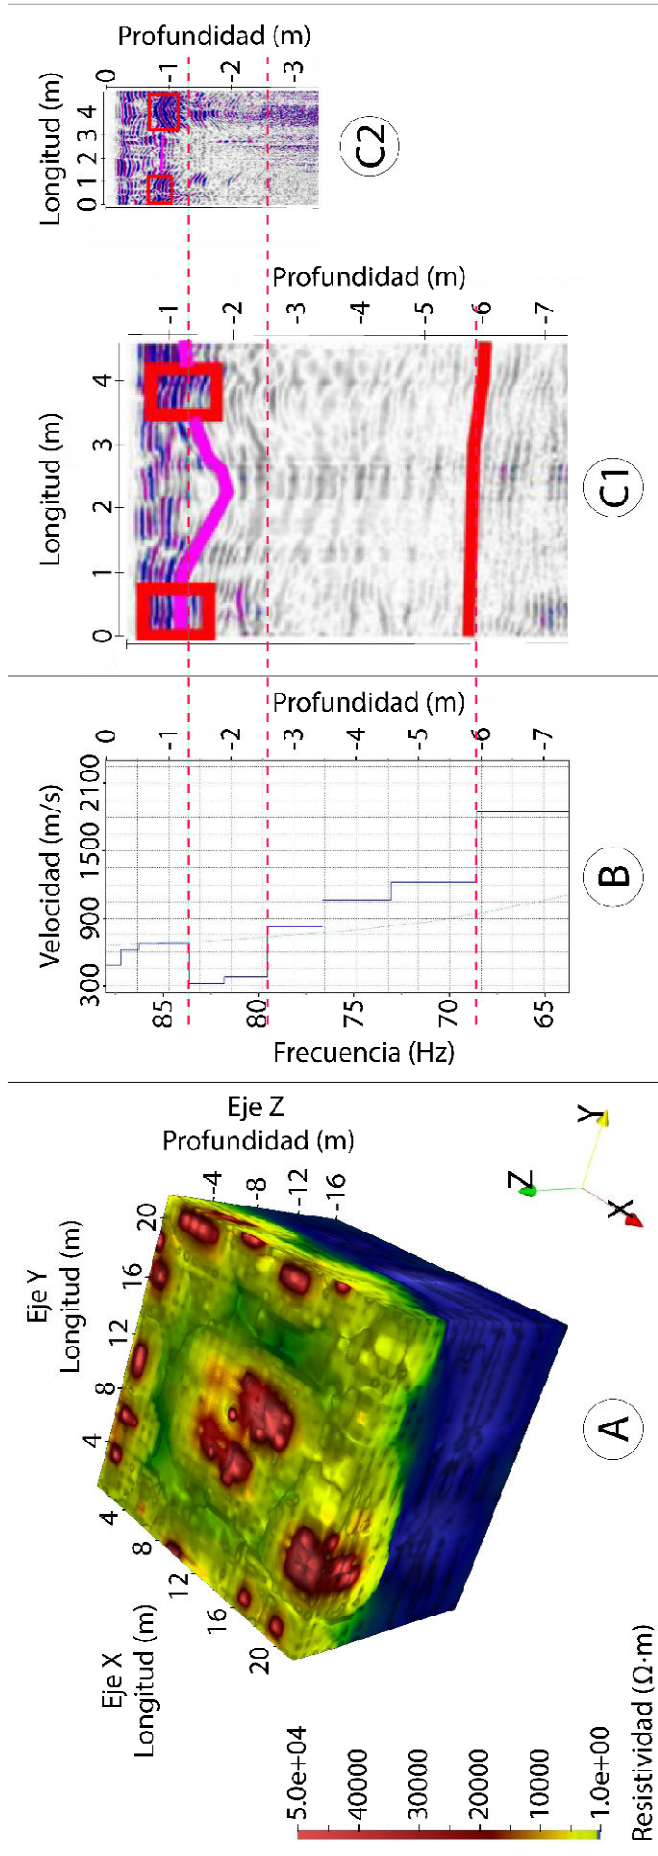 Profundidad (m)
0
-1
-2
-3
Longitud (m)
0 1 2 3 4
C2
Profundidad (m)
-1
-2
-3
-4
-5
-6
-7
Longitud (m)
0
1
2
3
4
C1
Profundidad (m)
0
-1
-2
-3
-4
-5
-6
-7
Velocidad (m/s)
300
900
1500
2100
85
80
75
70
65
Frecuencia (Hz)
B
Eje Z
Profundidad (m)
-4
-8
-12
-16
Eje Y
Longitud (m)
4
8
12
16
20
Eje X
Longitud (m)
4
8
12
16
20
Z
Y
X
A
5.0e+04
40000
30000
20000
10000
1.0e+00
Resistividad (Ω·m)